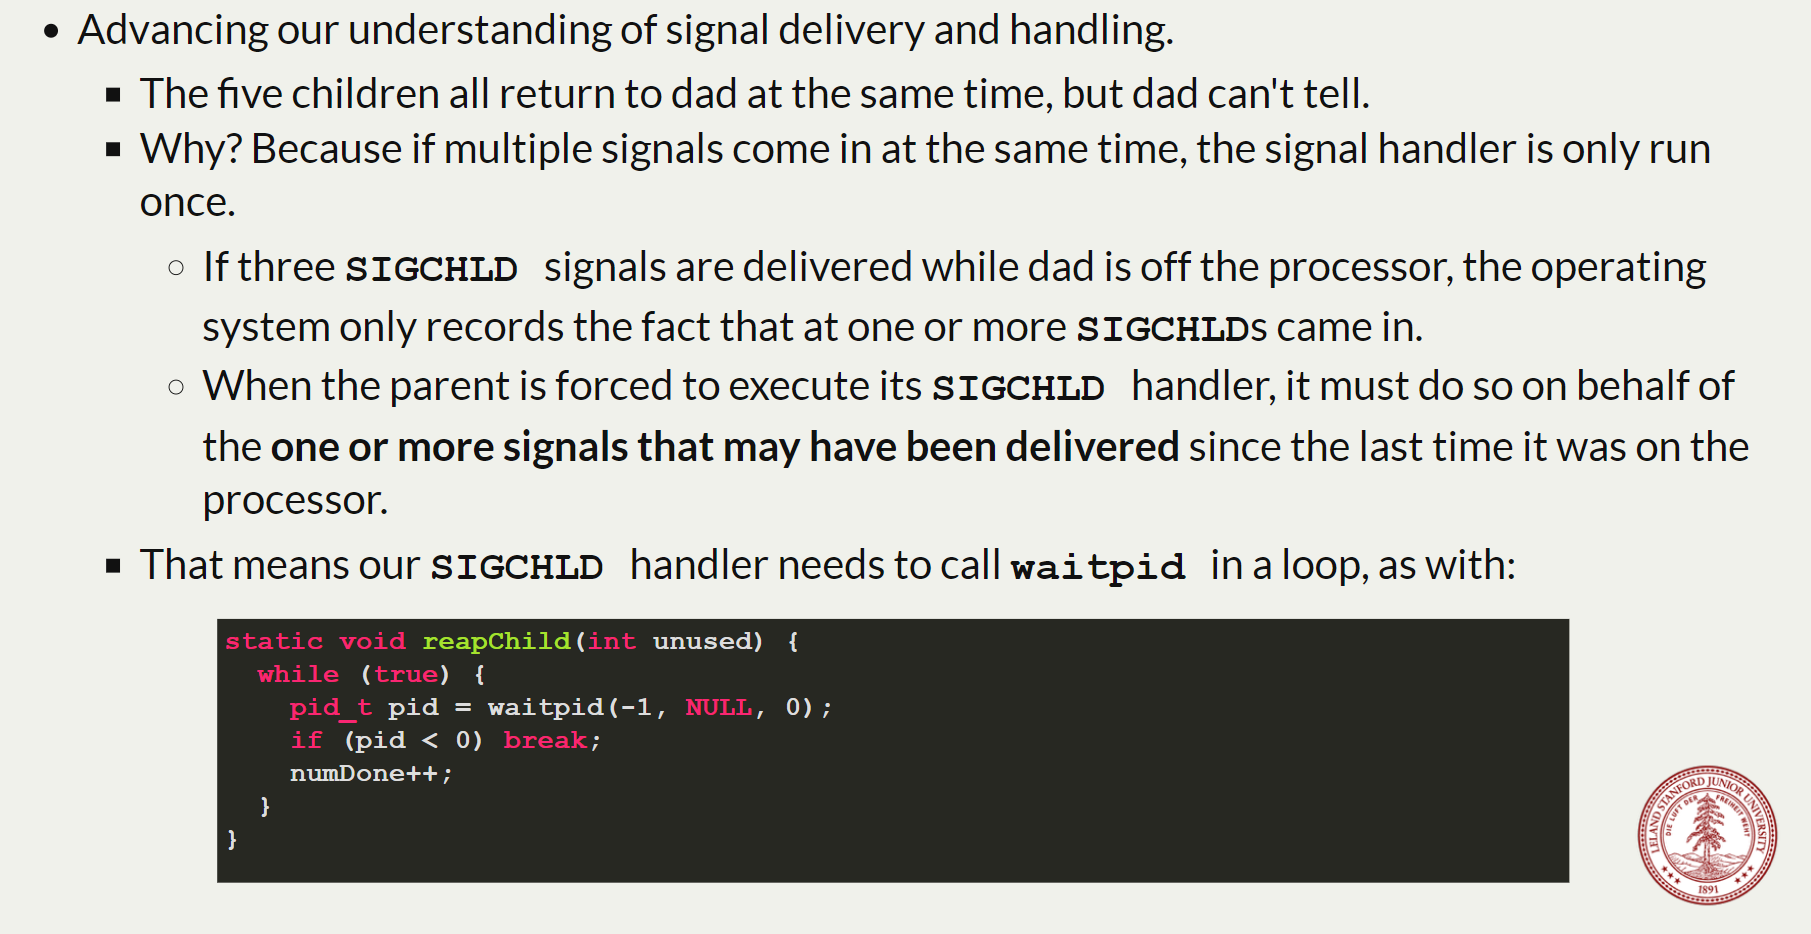 Advancing our understanding of signal delivery and handling.
The five children all return to dad at the same time, but dad can't tell.
Why? Because if multiple signals come in at the same time, the signal handler is only run
once.
If three SIGCHLD signals are delivered while dad is off the processor, the operating
system only records the fact that at one or more SIGCHLDs came in.
When the parent is forced to execute its SIGCHLD handler, it must do so on behalf of
the one or more signals that may have been delivered since the last time it was on the
processor.
That means our SIGCHLD handler needs to call waitpid in a loop, as with:
static void reapChild(int unused) {
  while (true) {
    pid_t pid = waitpid(-1, NULL, 0);
    if (pid < 0) break;
    numDone++;
  }
}
LELAND STANFORD JUNIOR UNIVERSITY
DIE LUFT DER FREIHEIT WEHT
1891